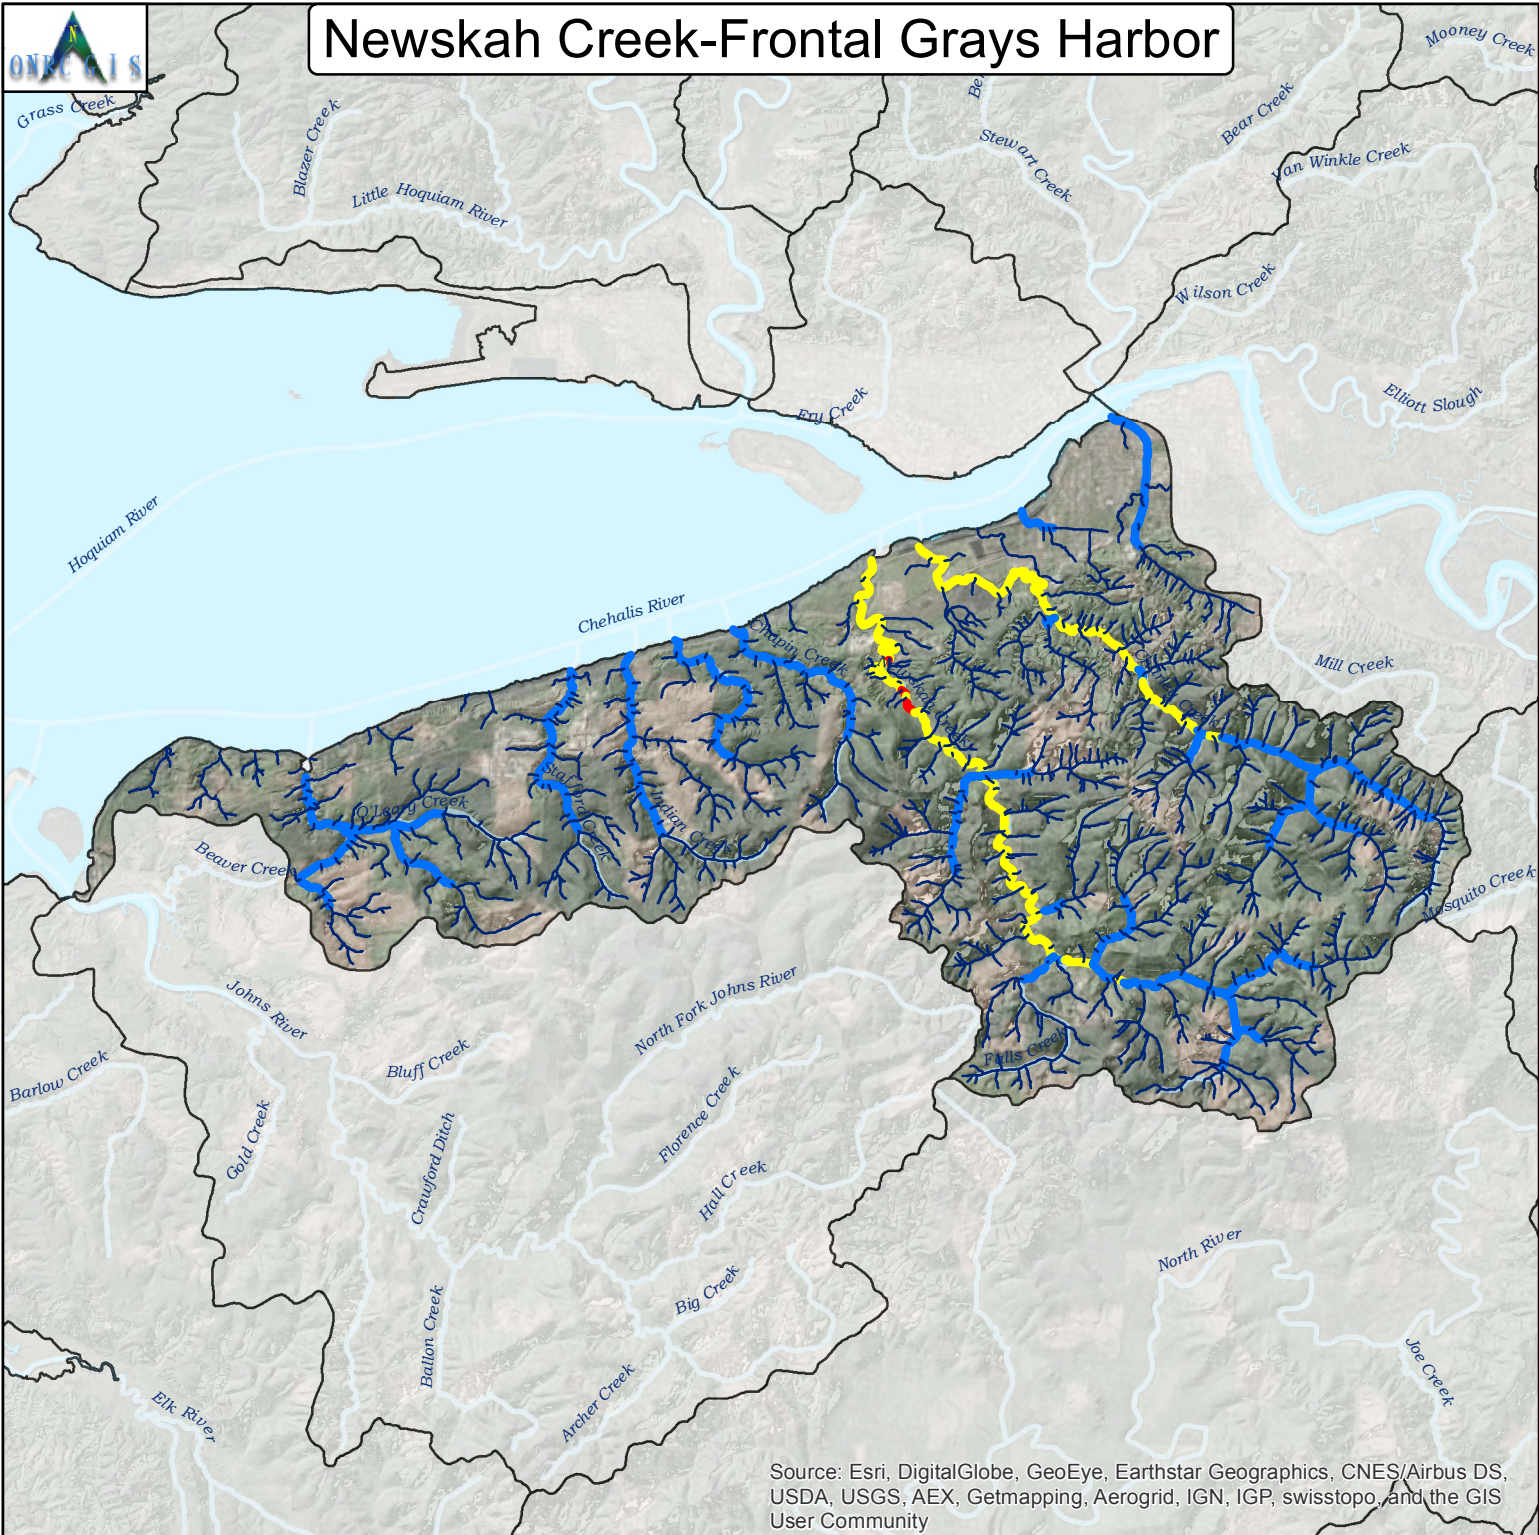 Newskah Creek-Frontal Grays Harbor
N
ONRC GIS
Mooney Creek
Grass Creek
Blazer Creek
Little Hoquiam River
Stewart Creek
Bear Creek
Van Winkle Creek
Wilson Creek
Elliott Slough
Fry Creek
Hoquiam River
Chehalis River
Chapin Creek
Newskah Creek
Charley Creek
Mill Creek
Stafford Creek
Indian Creek
O'Leary Creek
Beaver Creek
Mosquito Creek
Johns River
North Fork Johns River
Falls Creek
Barlow Creek
Bluff Creek
Gold Creek
Crawford Ditch
Florence Creek
Hall Creek
North River
Big Creek
Ballon Creek
Archer Creek
Joe Creek
Elk River
Source: Esri, DigitalGlobe, GeoEye, Earthstar Geographics, CNES/Airbus DS,
USDA, USGS, AEX, Getmapping, Aerogrid, IGN, IGP, swisstopo, and the GIS
User Community